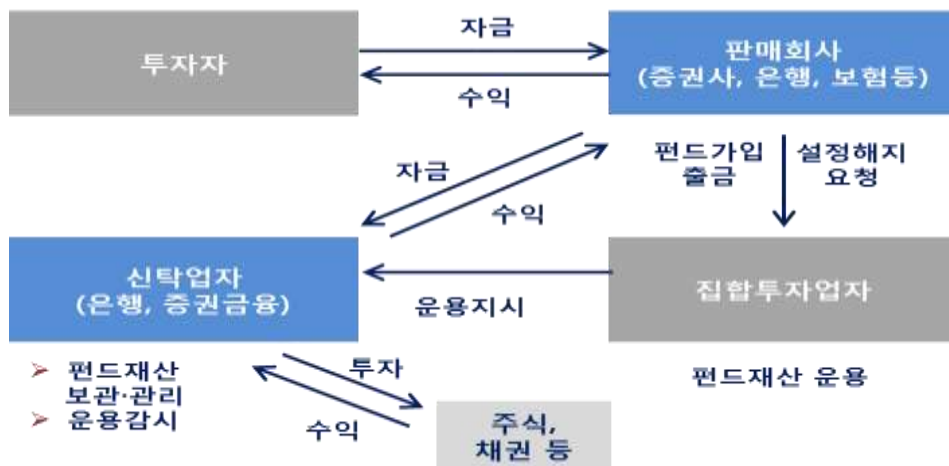 자금
투자자
판매회사
(증권사, 은행, 보험등)
수익
펀드가입
출금
설정해지
요청
자금
수익
신탁업자
(은행, 증권금융)
운용지시
집합투자업자
➢ 펀드재산
보관·관리
➢ 운용감시
투자
수익
주식,
채권 등
펀드재산 운용